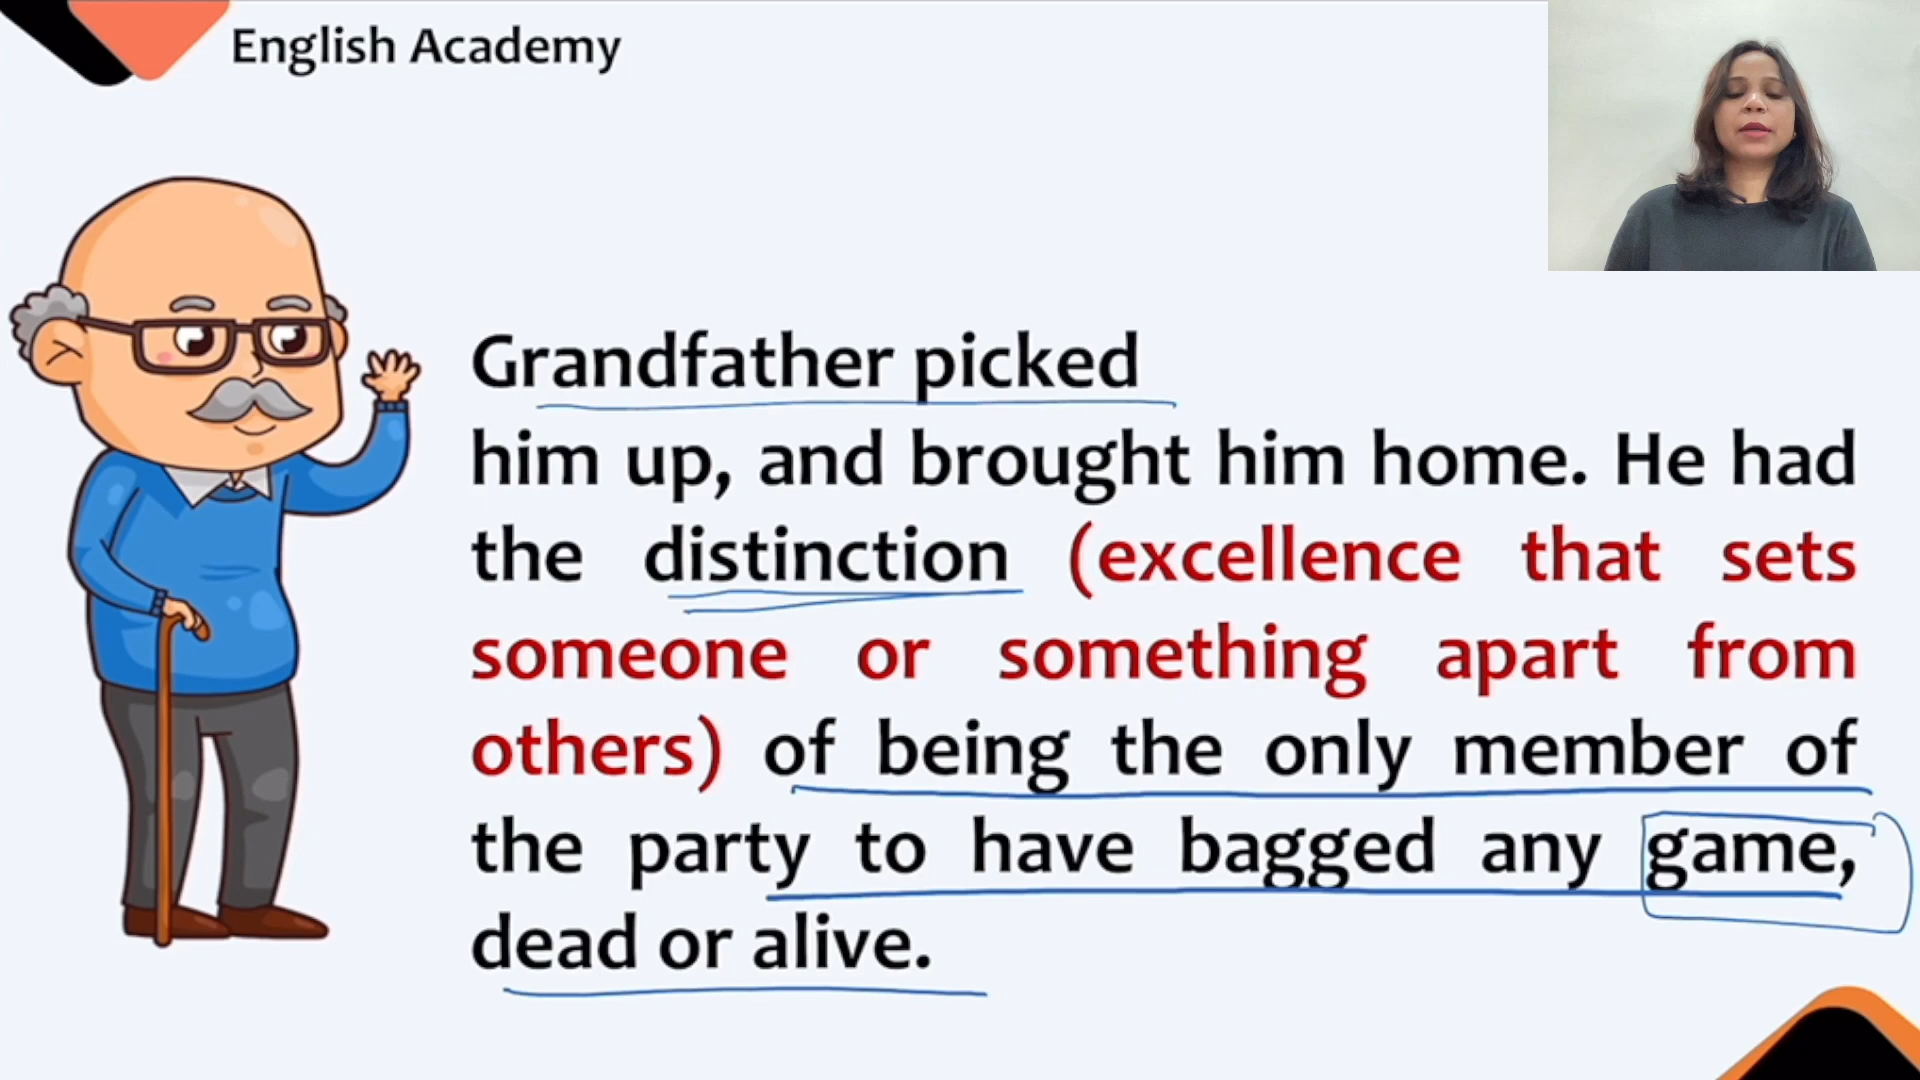 English Academy
Grandfather picked
him up, and brought him home. He had
the distinction (excellence that sets
someone or something apart from
others) of being the only member of
the party to have bagged any game,
dead or alive.